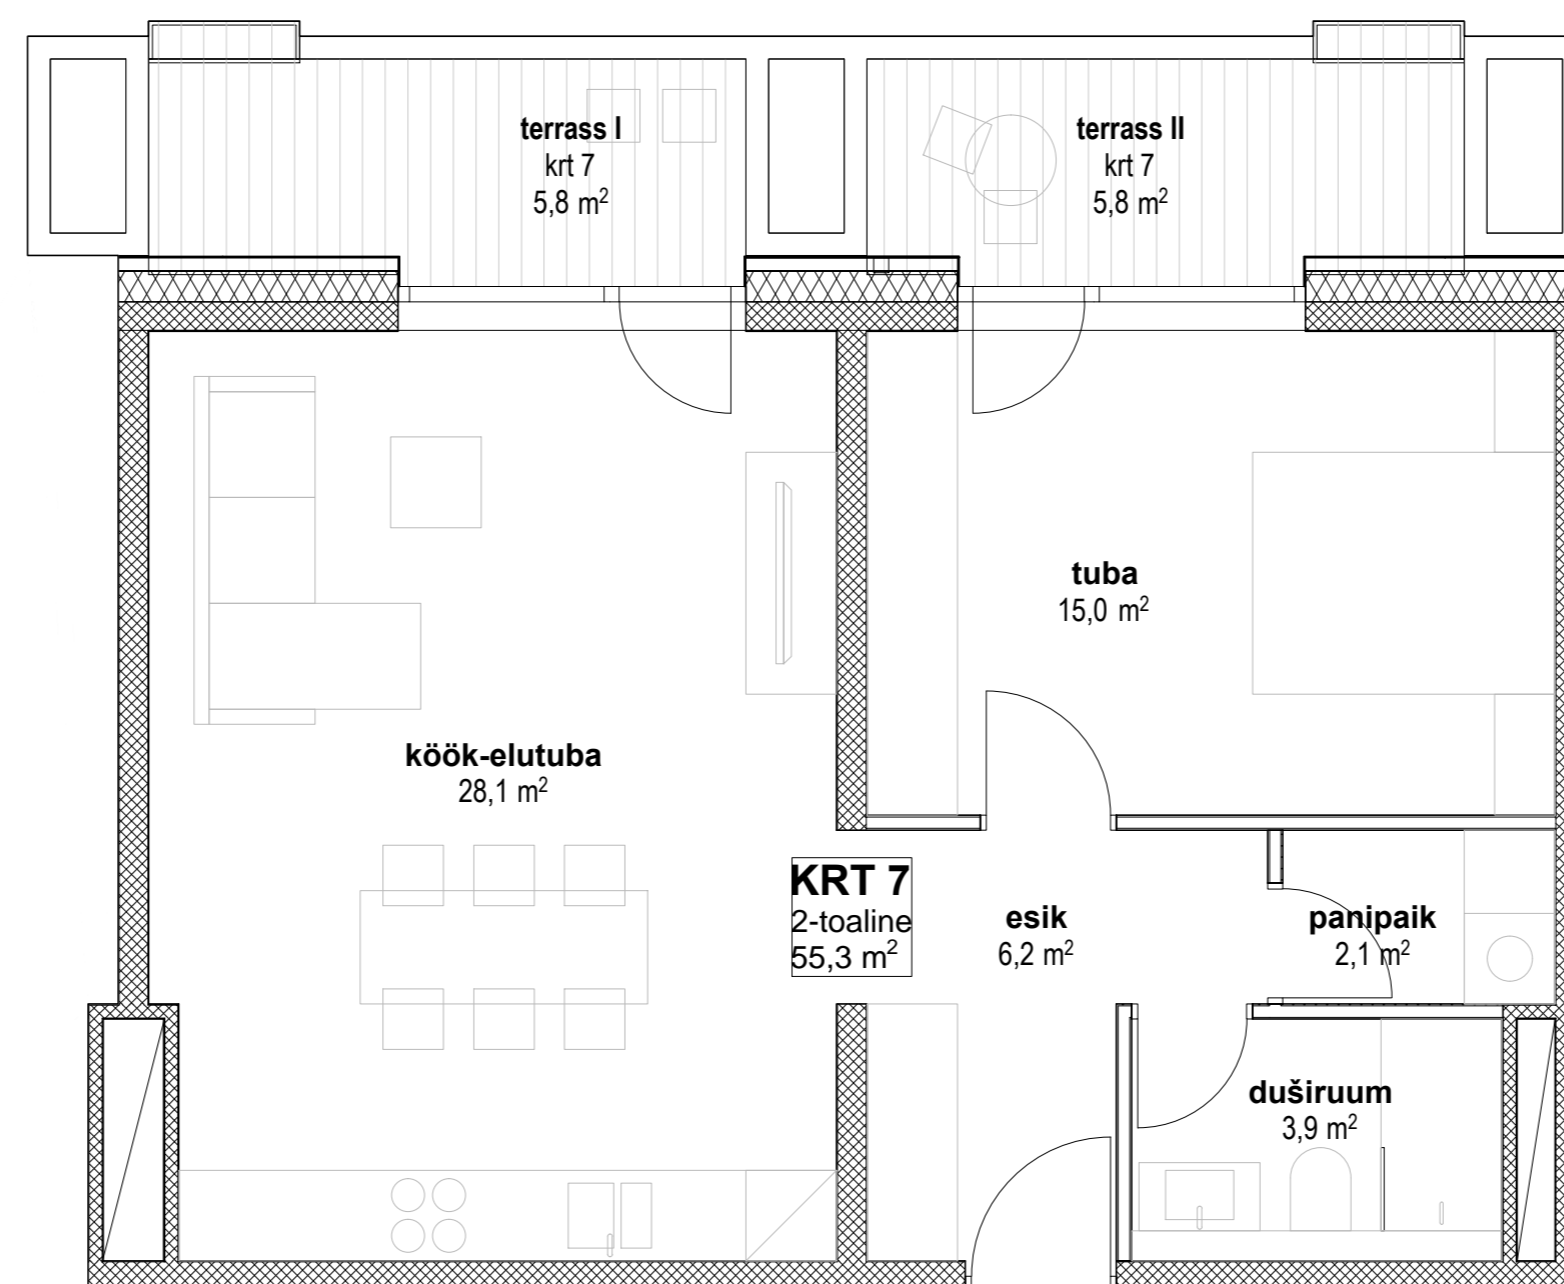 terrass I
krt 7
5,8 m²
terrass II
krt 7
5,8 m²
tuba
15,0 m²
köök-elutuba
28,1 m²
KRT 7
2-toaline
55,3 m²
esik
6,2 m²
panipaik
2,1 m²
duširuum
3,9 m²